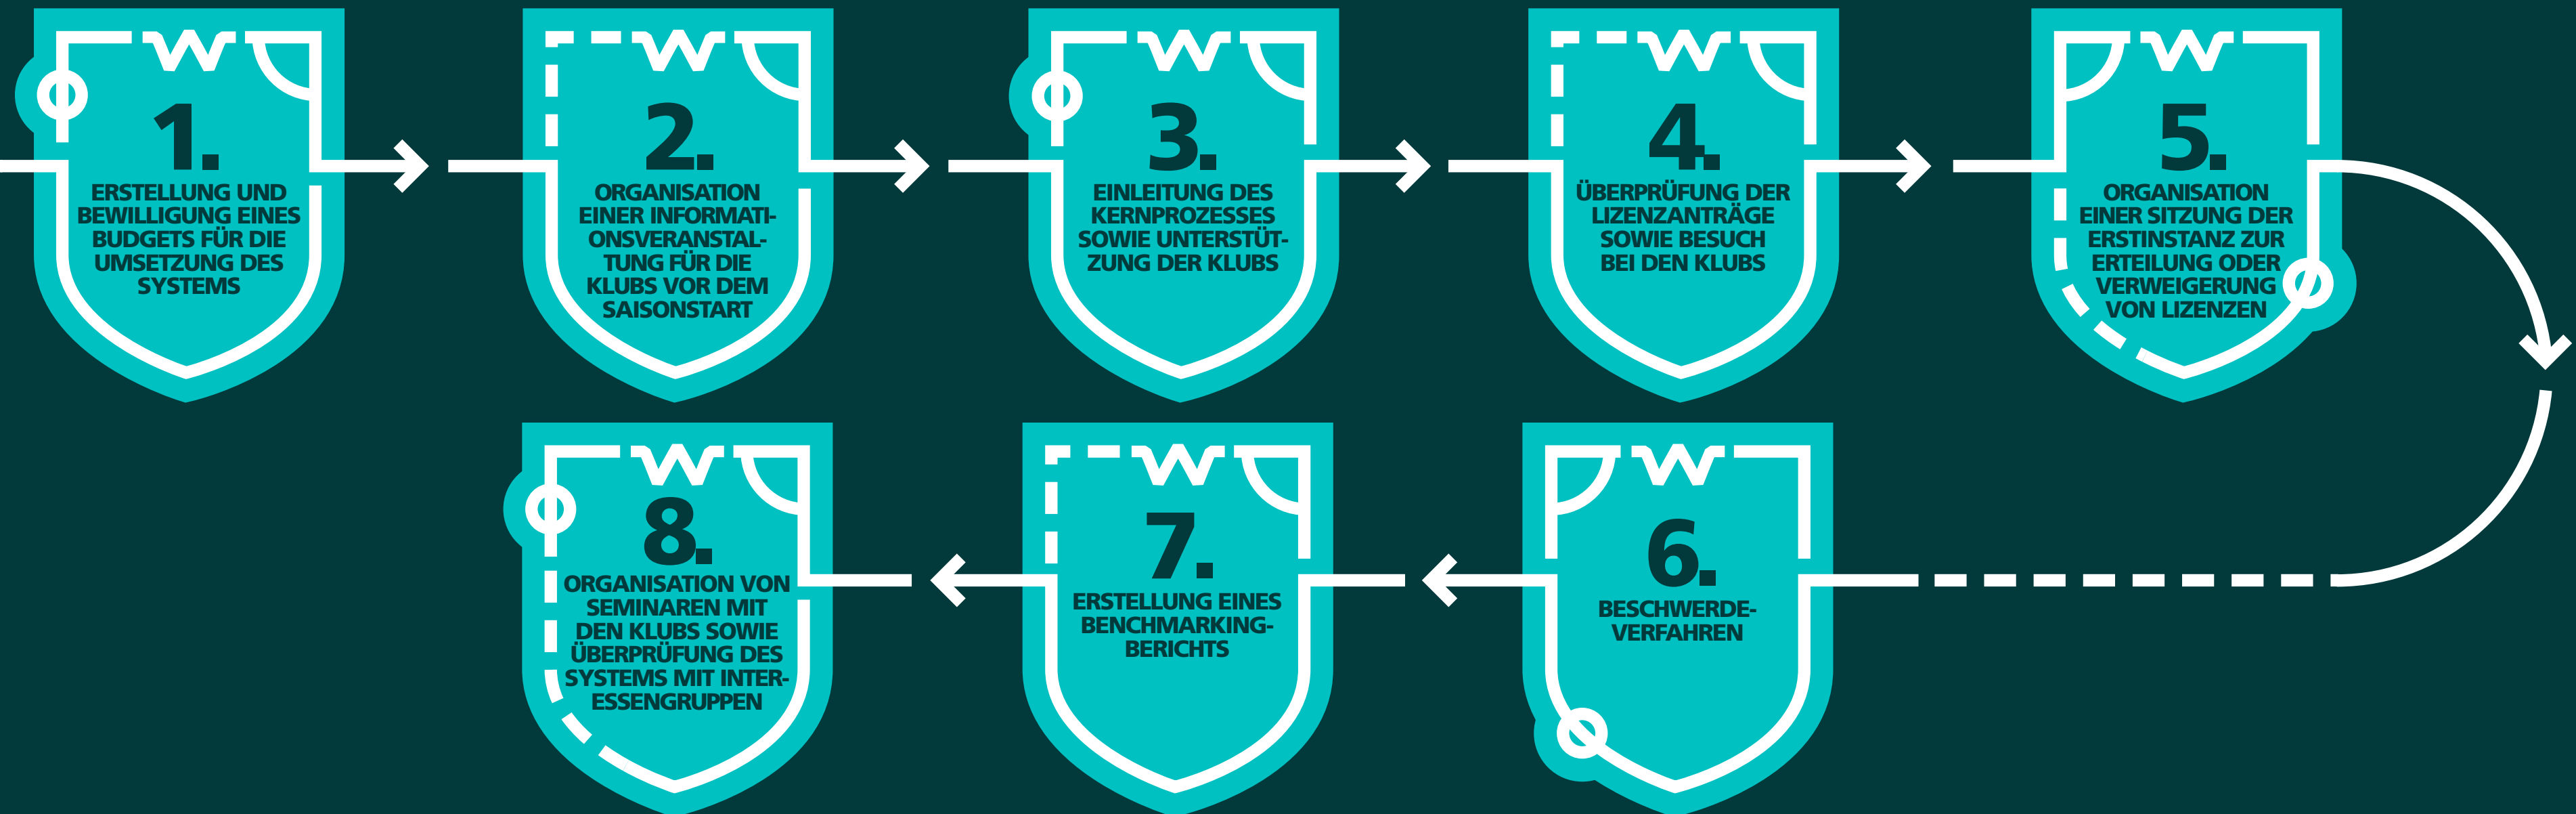 1.
ERSTELLUNG UND
BEWILLIGUNG EINES
BUDGETS FÜR DIE
UMSETZUNG DES
SYSTEMS
2.
ORGANISATION
EINER INFORMATI-
ONSVERANSTAL-
TUNG FÜR DIE
KLUBS VOR DEM
SAISONSTART
3.
EINLEITUNG DES
KERNPROZESSES
SOWIE UNTERSTÜT-
ZUNG DER KLUBS
4.
ÜBERPRÜFUNG DER
LIZENZANTRÄGE
SOWIE BESUCH
BEI DEN KLUBS
5.
ORGANISATION
EINER SITZUNG DER
ERSTINSTANZ ZUR
ERTEILUNG ODER
VERWEIGERUNG
VON LIZENZEN
6.
BESCHWERDE-
VERFAHREN
7.
ERSTELLUNG EINES
BENCHMARKING-
BERICHTS
8.
ORGANISATION VON
SEMINAREN MIT
DEN KLUBS SOWIE
ÜBERPRÜFUNG DES
SYSTEMS MIT INTER-
ESSENGRUPPEN